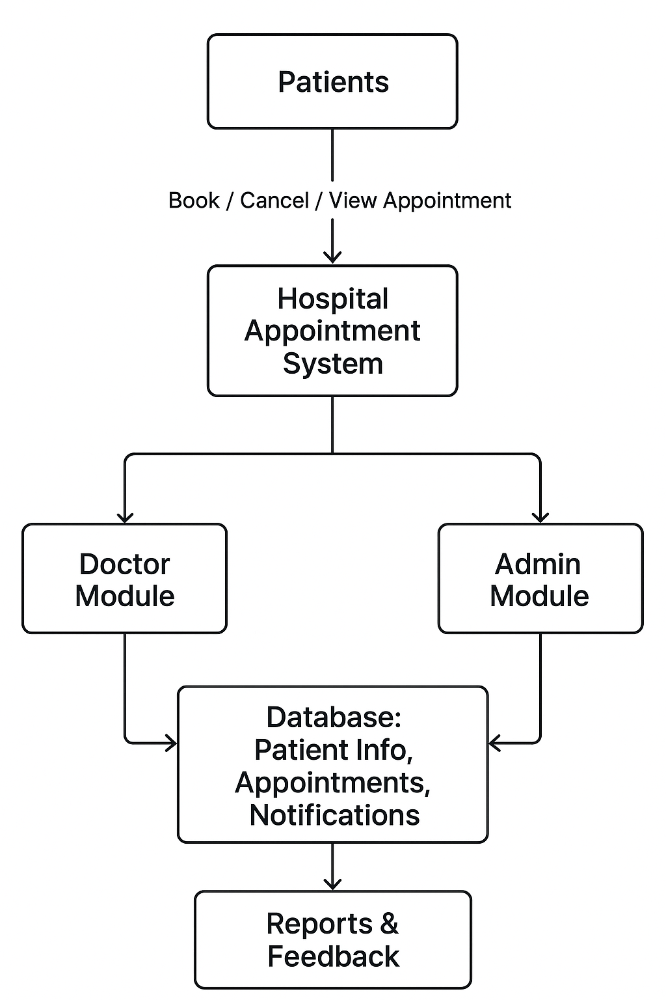 Patients
Book / Cancel / View Appointment
Hospital
Appointment
System
Doctor
Module
Admin
Module
Database:
Patient Info,
Appointments,
Notifications
Reports &
Feedback